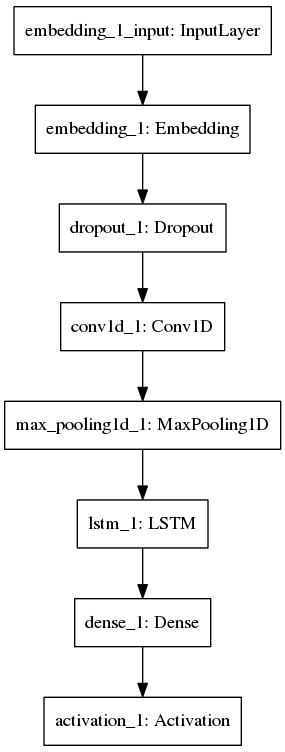 embedding_1_input: InputLayer
embedding_1: Embedding
dropout_1: Dropout
conv1d_1: Conv1D
max_pooling1d_1: MaxPooling1D
lstm_1: LSTM
dense_1: Dense
activation_1: Activation